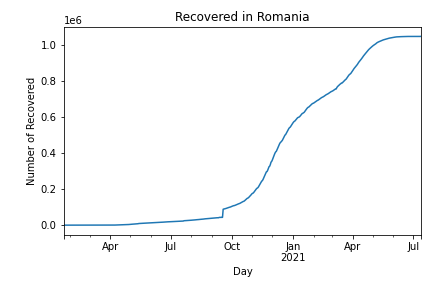 Recovered in Romania
1e6
1.0
0.8
0.6
0.4
0.2
0.0
Number of Recovered
Apr
Jul
Oct
Jan
2021
Apr
Jul
Day